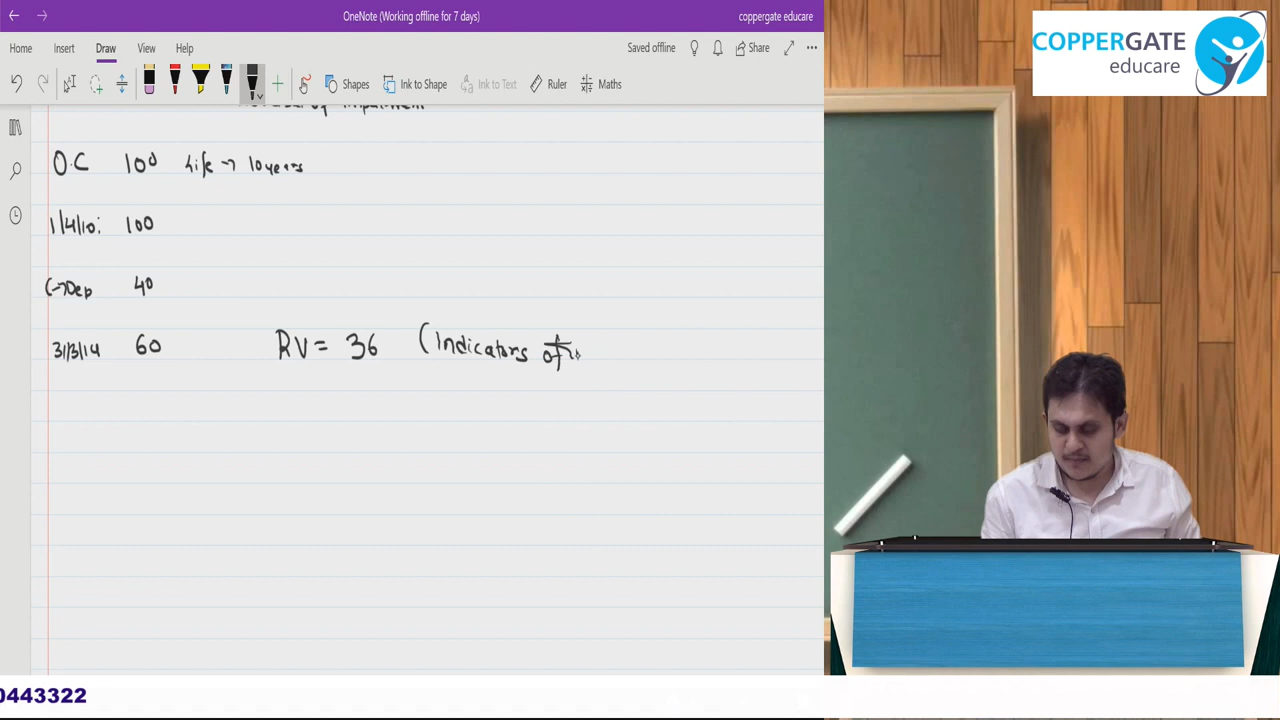 OneNote (Working offline for 7 days)
coppergate educare
Home Insert Draw View Help
Saved offline Share
Shapes Ink to Shape Ink to Text Ruler Maths
COPPERGATE
educare
of impairment
O.C 100 Life → 10 years
1/4/10: 100
(-) Dep 40
31/3/14 60 RV = 36 (Indicators of
0443322